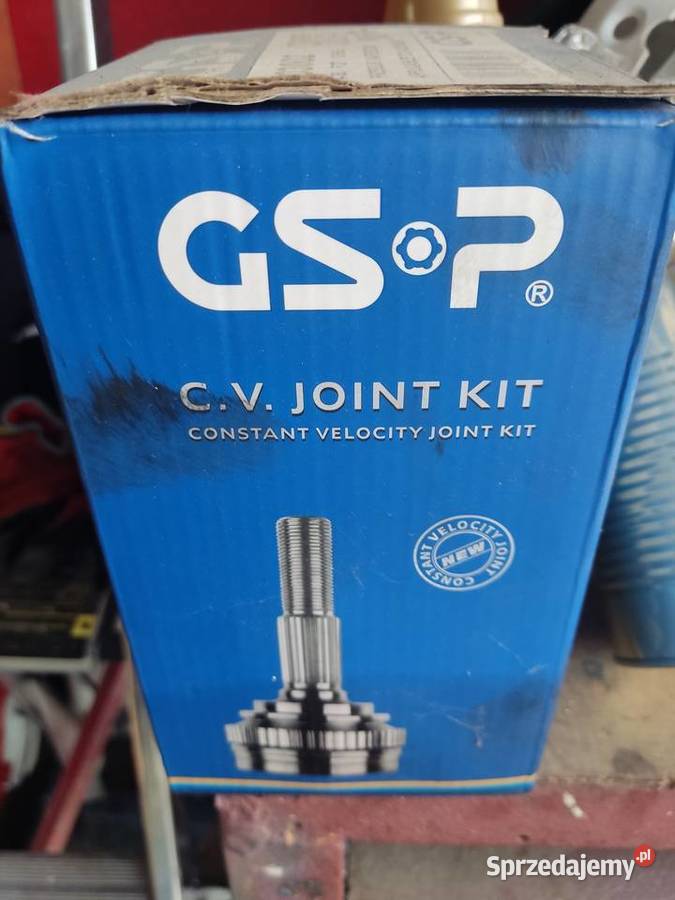 GSP®
C.V. JOINT KIT
CONSTANT VELOCITY JOINT KIT
CONSTANT VELOCITY JOINT
NEW
Sprzedajemy.pl